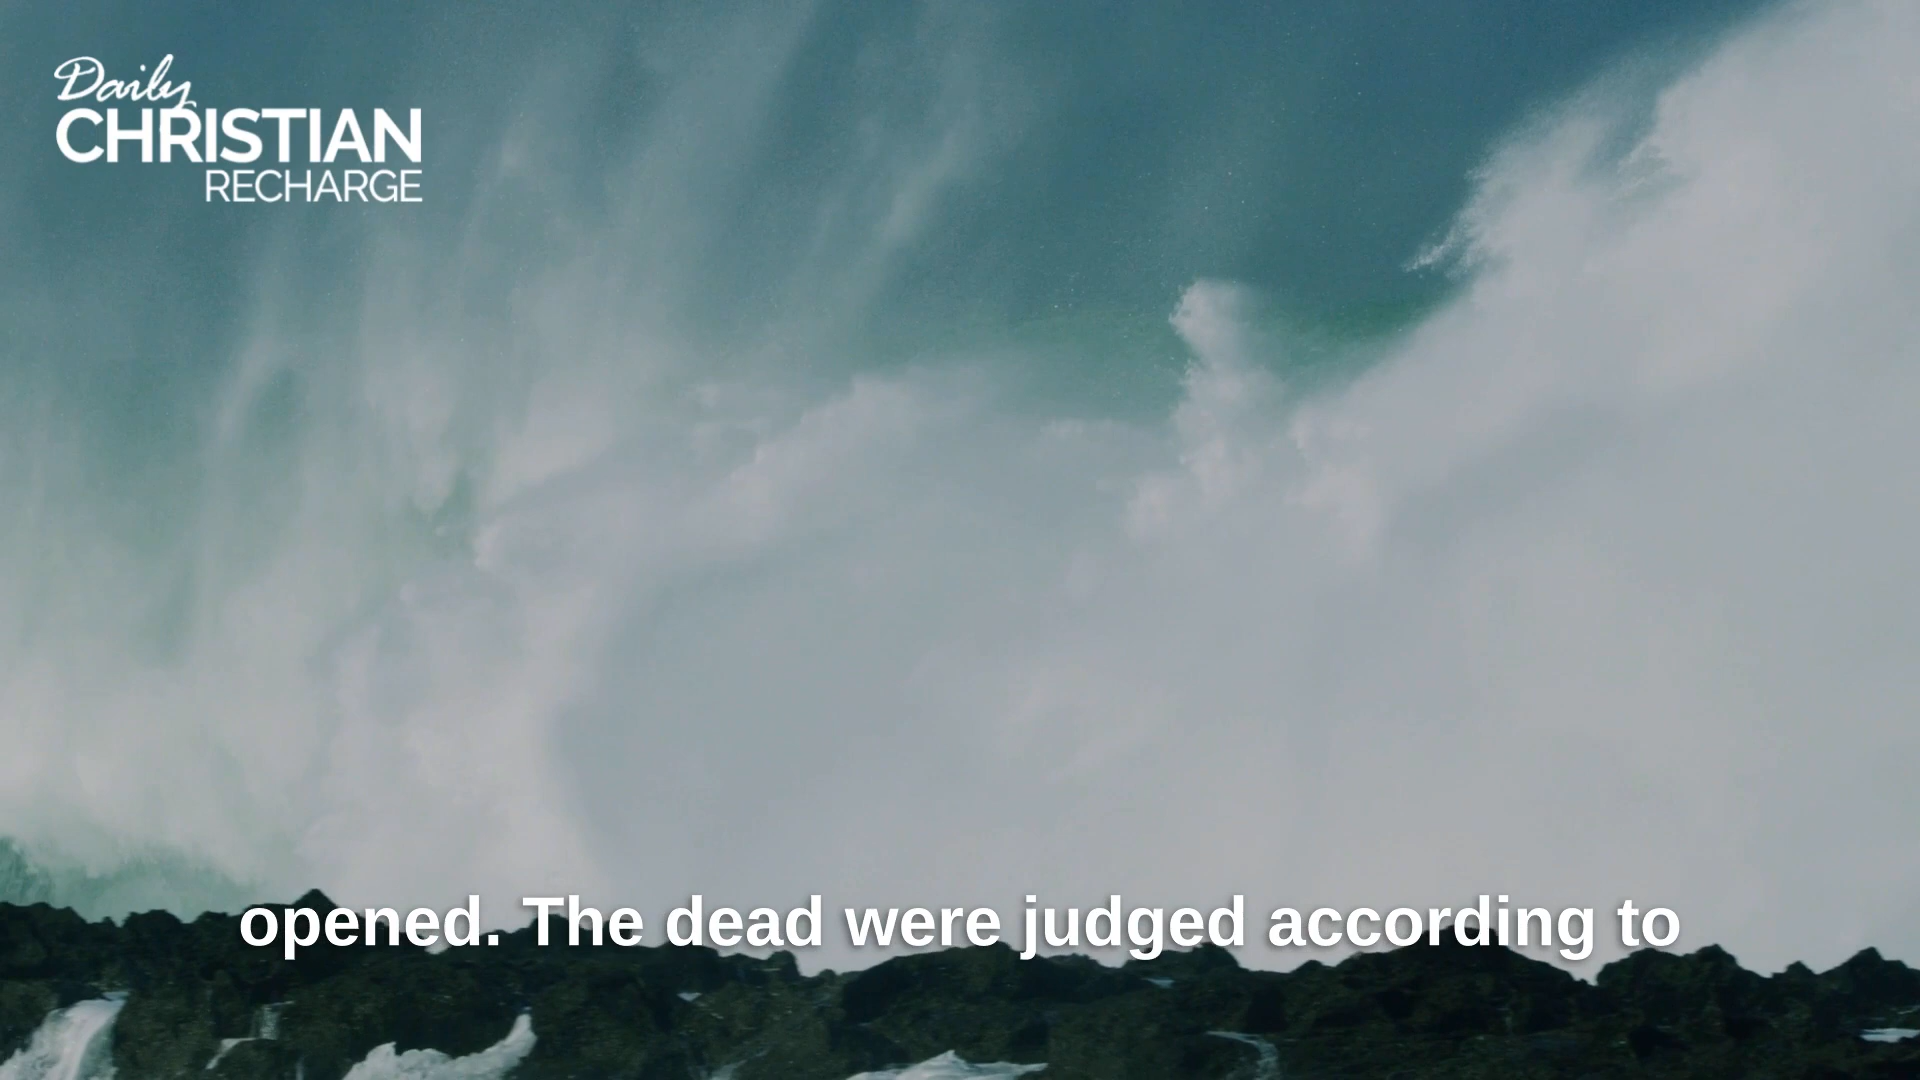 Daily
CHRISTIAN
RECHARGE
opened. The dead were judged according to